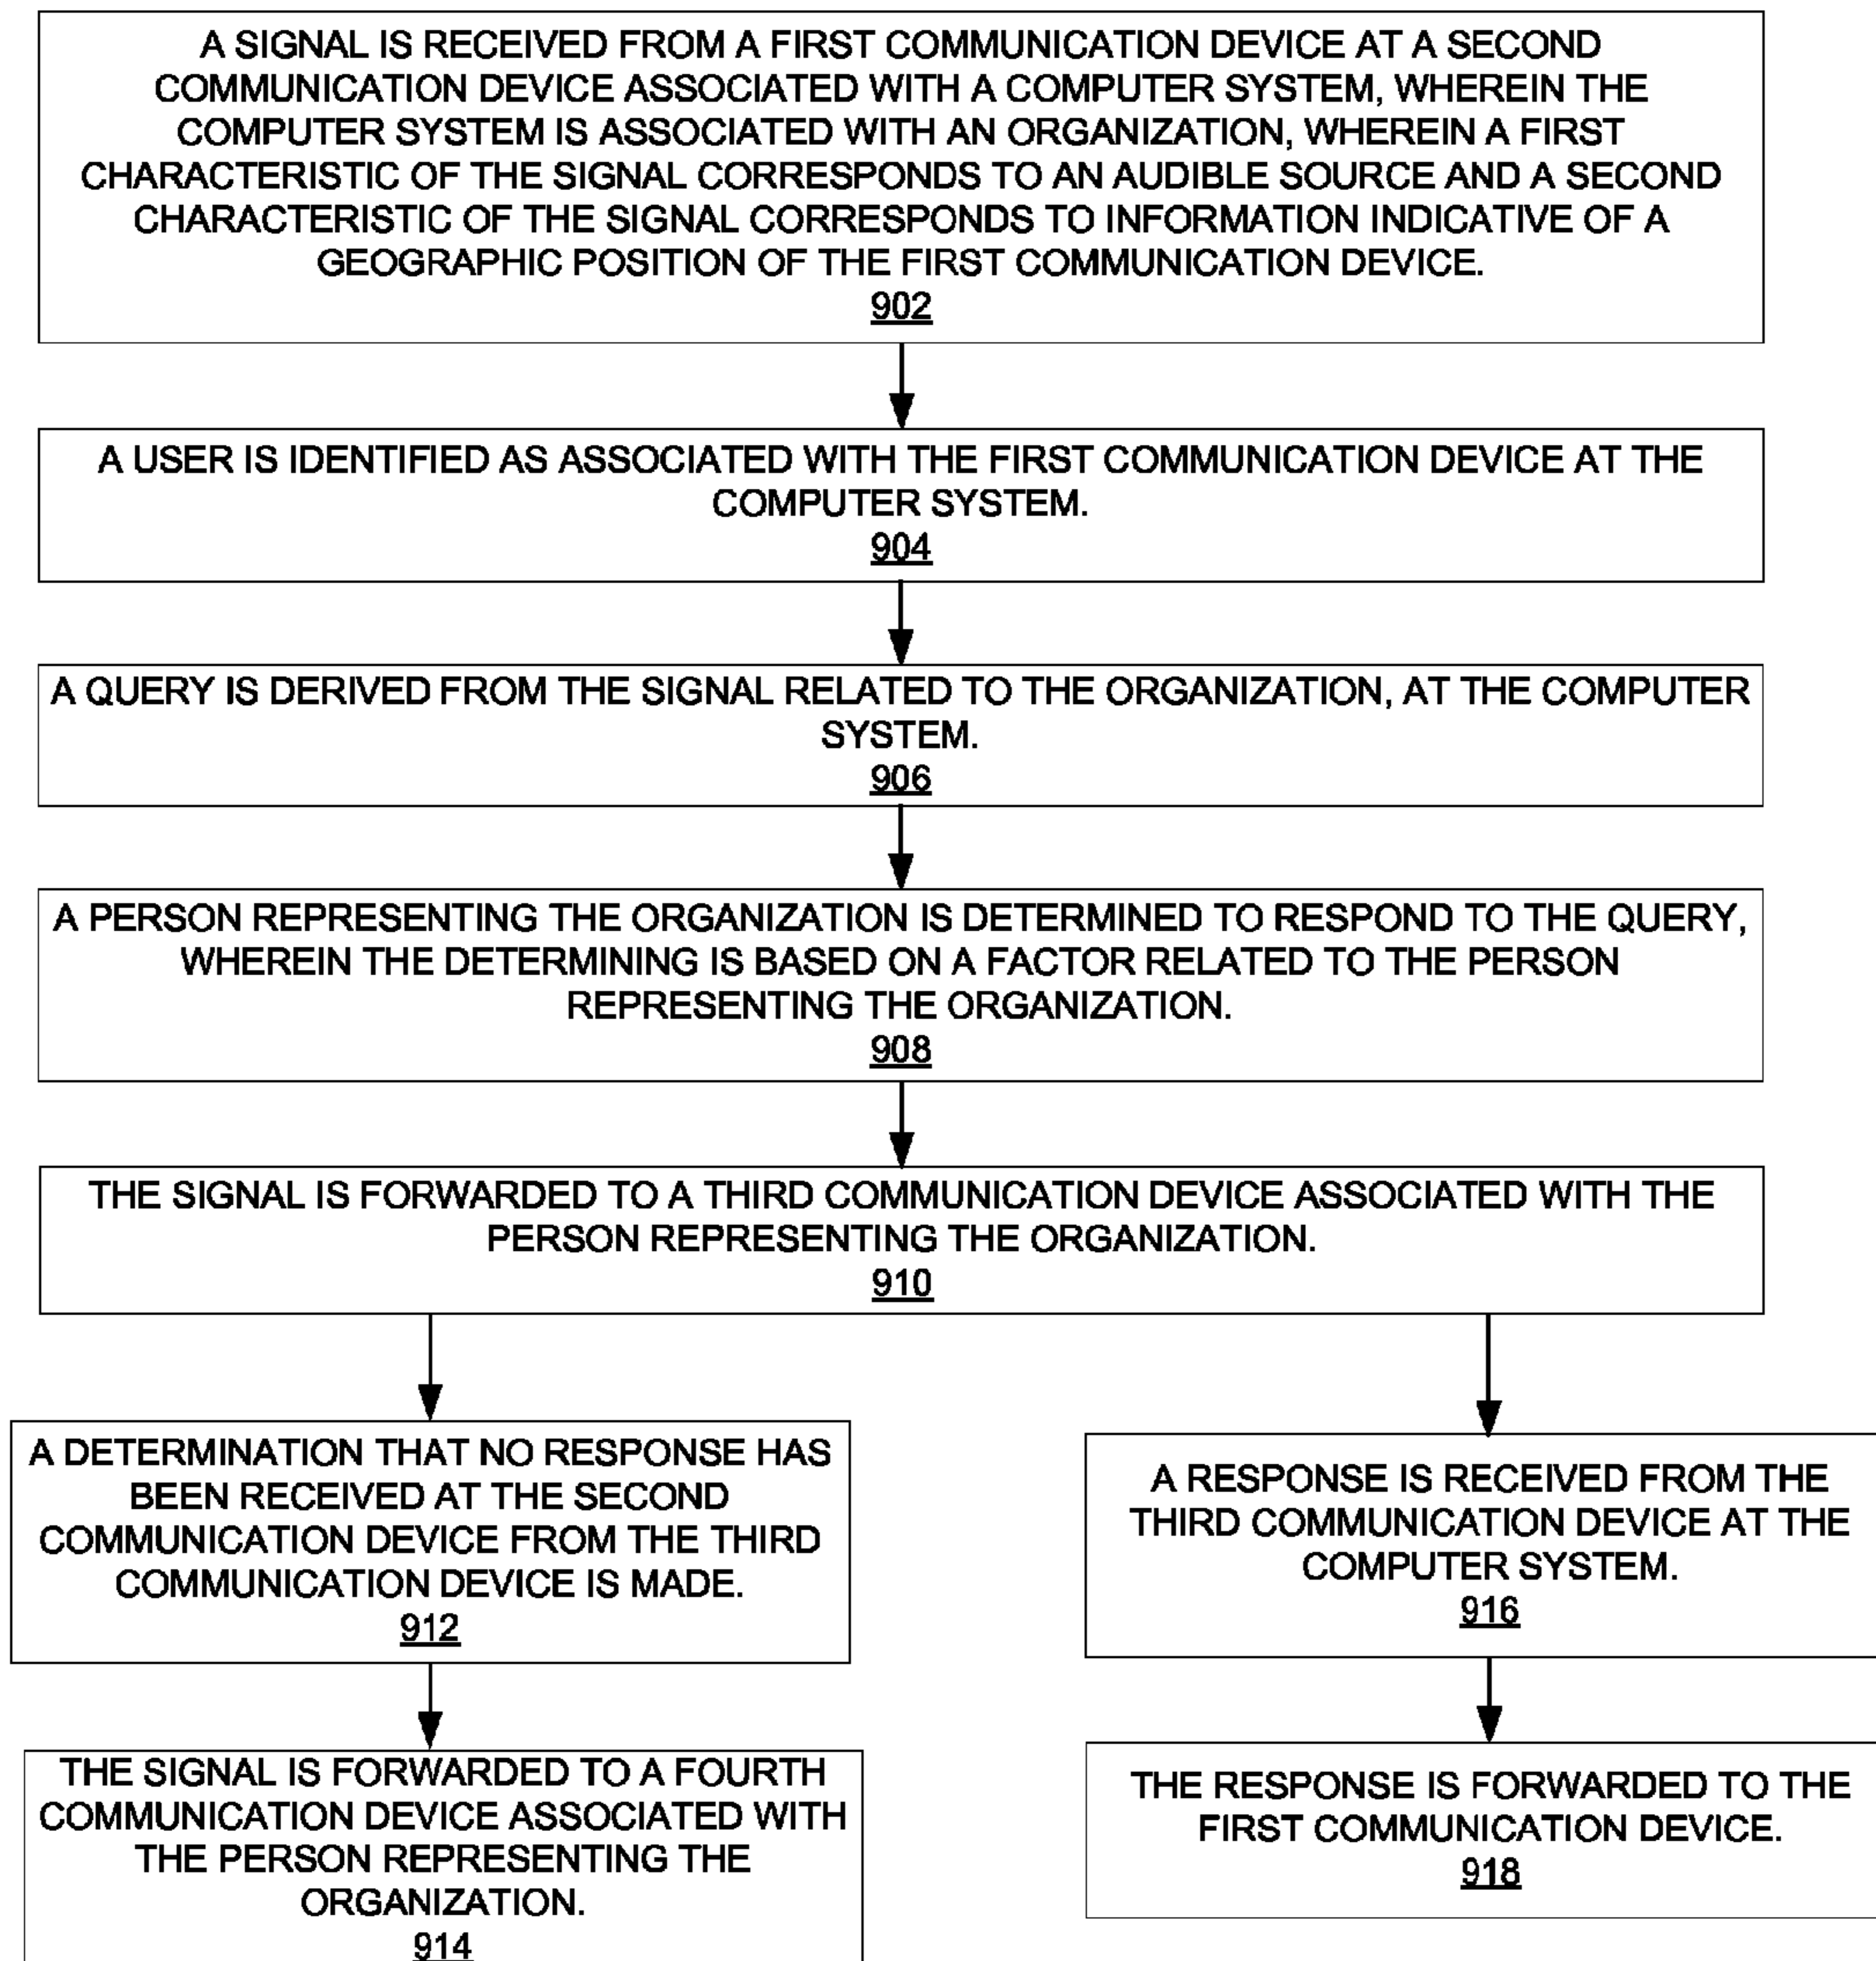 A SIGNAL IS RECEIVED FROM A FIRST COMMUNICATION DEVICE AT A SECOND
COMMUNICATION DEVICE ASSOCIATED WITH A COMPUTER SYSTEM, WHEREIN THE
COMPUTER SYSTEM IS ASSOCIATED WITH AN ORGANIZATION, WHEREIN A FIRST
CHARACTERISTIC OF THE SIGNAL CORRESPONDS TO AN AUDIBLE SOURCE AND A SECOND
CHARACTERISTIC OF THE SIGNAL CORRESPONDS TO INFORMATION INDICATIVE OF A
GEOGRAPHIC POSITION OF THE FIRST COMMUNICATION DEVICE.
902
A USER IS IDENTIFIED AS ASSOCIATED WITH THE FIRST COMMUNICATION DEVICE AT THE
COMPUTER SYSTEM.
904
A QUERY IS DERIVED FROM THE SIGNAL RELATED TO THE ORGANIZATION, AT THE COMPUTER
SYSTEM.
906
A PERSON REPRESENTING THE ORGANIZATION IS DETERMINED TO RESPOND TO THE QUERY,
WHEREIN THE DETERMINING IS BASED ON A FACTOR RELATED TO THE PERSON
REPRESENTING THE ORGANIZATION.
908
THE SIGNAL IS FORWARDED TO A THIRD COMMUNICATION DEVICE ASSOCIATED WITH THE
PERSON REPRESENTING THE ORGANIZATION.
910
A DETERMINATION THAT NO RESPONSE HAS
BEEN RECEIVED AT THE SECOND
COMMUNICATION DEVICE FROM THE THIRD
COMMUNICATION DEVICE IS MADE.
912
THE SIGNAL IS FORWARDED TO A FOURTH
COMMUNICATION DEVICE ASSOCIATED WITH
THE PERSON REPRESENTING THE
ORGANIZATION.
914
A RESPONSE IS RECEIVED FROM THE
THIRD COMMUNICATION DEVICE AT THE
COMPUTER SYSTEM.
916
THE RESPONSE IS FORWARDED TO THE
FIRST COMMUNICATION DEVICE.
918